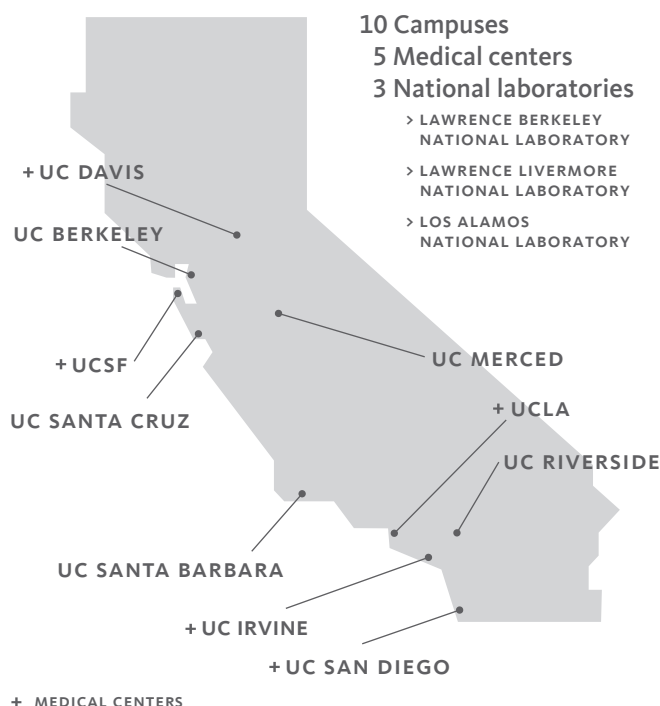 10 Campuses
5 Medical centers
3 National laboratories
> LAWRENCE BERKELEY
NATIONAL LABORATORY
> LAWRENCE LIVERMORE
NATIONAL LABORATORY
> LOS ALAMOS
NATIONAL LABORATORY
+ UC DAVIS
UC BERKELEY
+ UCSF
UC MERCED
UC SANTA CRUZ
+ UCLA
UC RIVERSIDE
UC SANTA BARBARA
+ UC IRVINE
+ UC SAN DIEGO
+ MEDICAL CENTERS